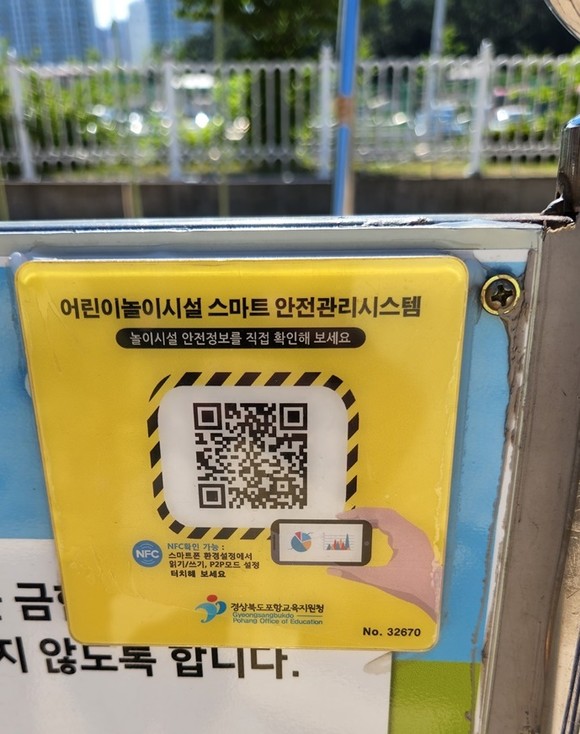 어린이놀이시설 스마트 안전관리시스템
놀이시설 안전정보를 직접 확인해 보세요
NFC
NFC확인 가능 :
스마트폰 환경설정에서
읽기/쓰기, P2P모드 설정
터치해 보세요
경상북도포항교육지원청
Gyeongsangbukdo
Pohang Office of Education
No. 32670
금
지 않도록 합니다.